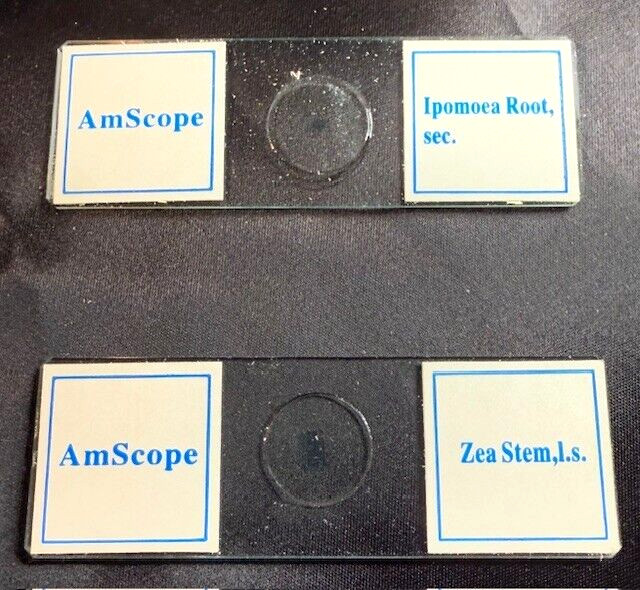 AmScope
Ipomoea Root,
sec.
AmScope
Zea Stem,l.s.